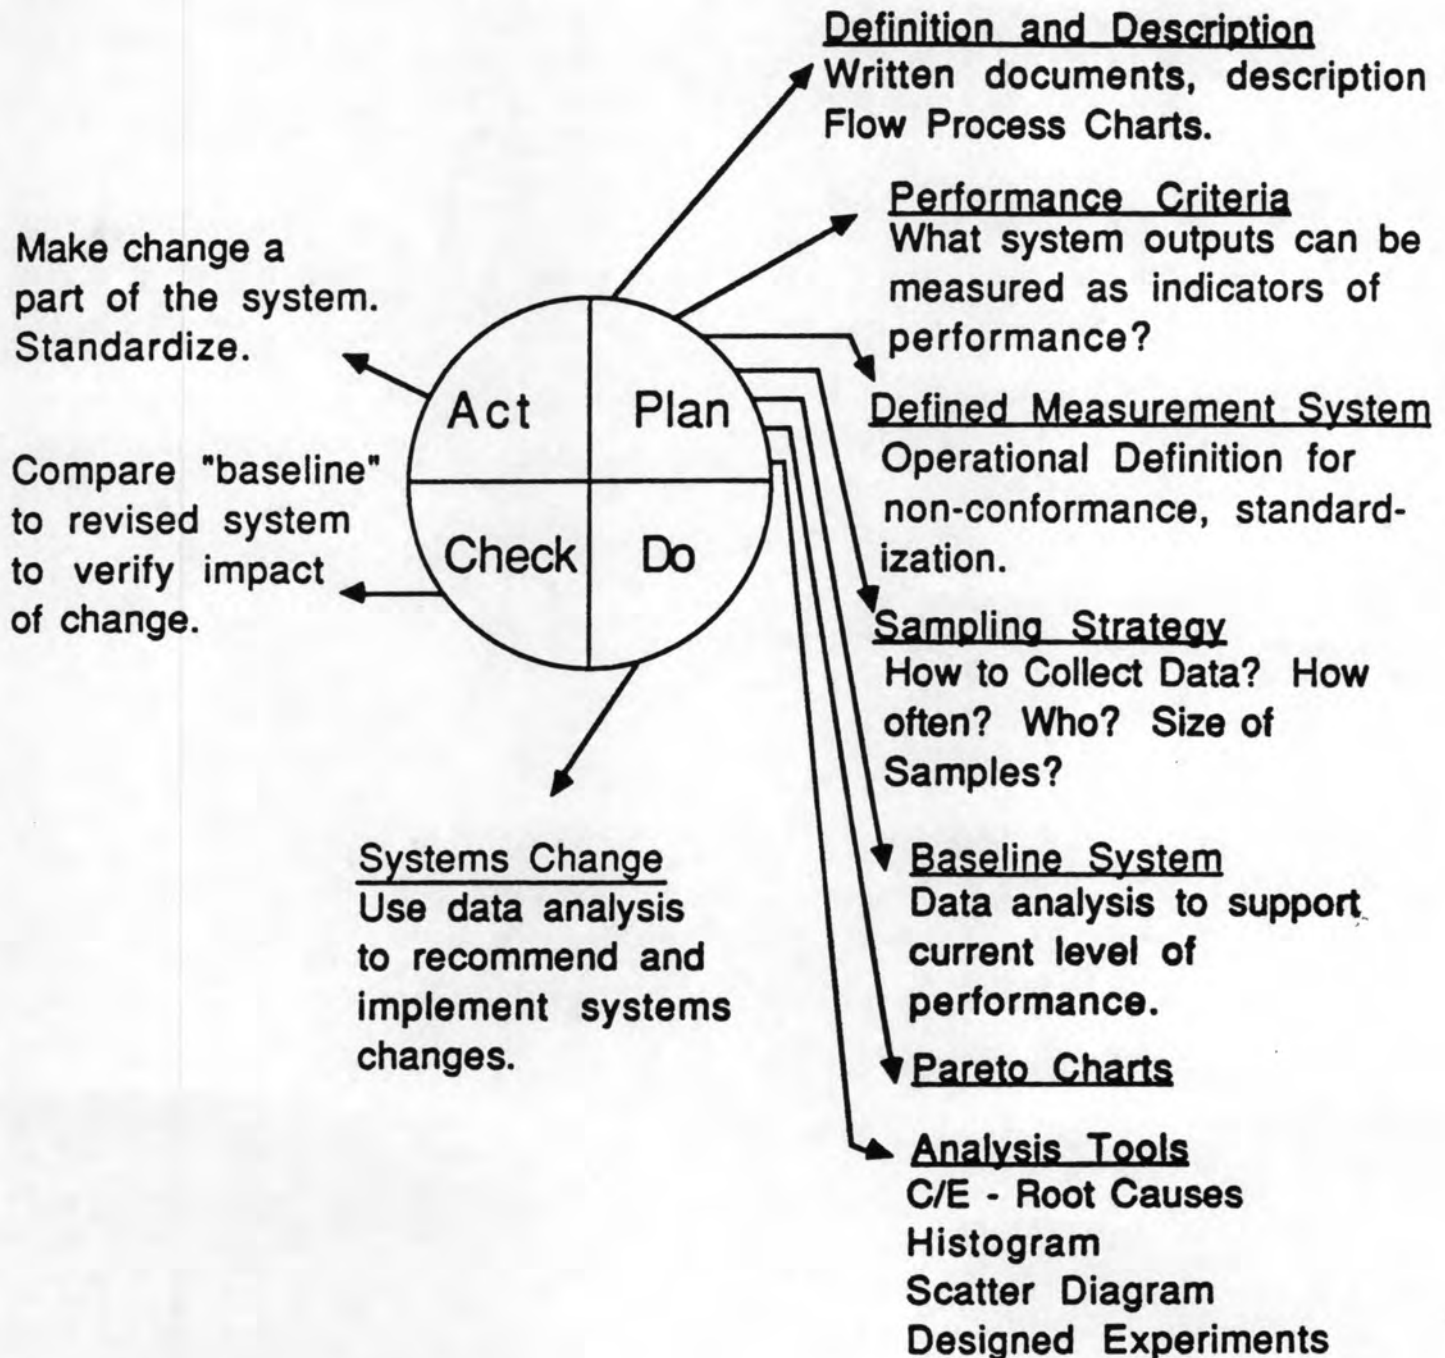 Definition and Description
Written documents, description
Flow Process Charts.
Performance Criteria
What system outputs can be
measured as indicators of
performance?
Make change a
part of the system.
Standardize.
Act
Plan
Defined Measurement System
Operational Definition for
non-conformance, standard-
ization.
Compare "baseline"
to revised system
to verify impact
of change.
Check
Do
Sampling Strategy
How to Collect Data? How
often? Who? Size of
Samples?
Systems Change
Use data analysis
to recommend and
implement systems
changes.
Baseline System
Data analysis to support
current level of
performance.
Pareto Charts
Analysis Tools
C/E - Root Causes
Histogram
Scatter Diagram
Designed Experiments